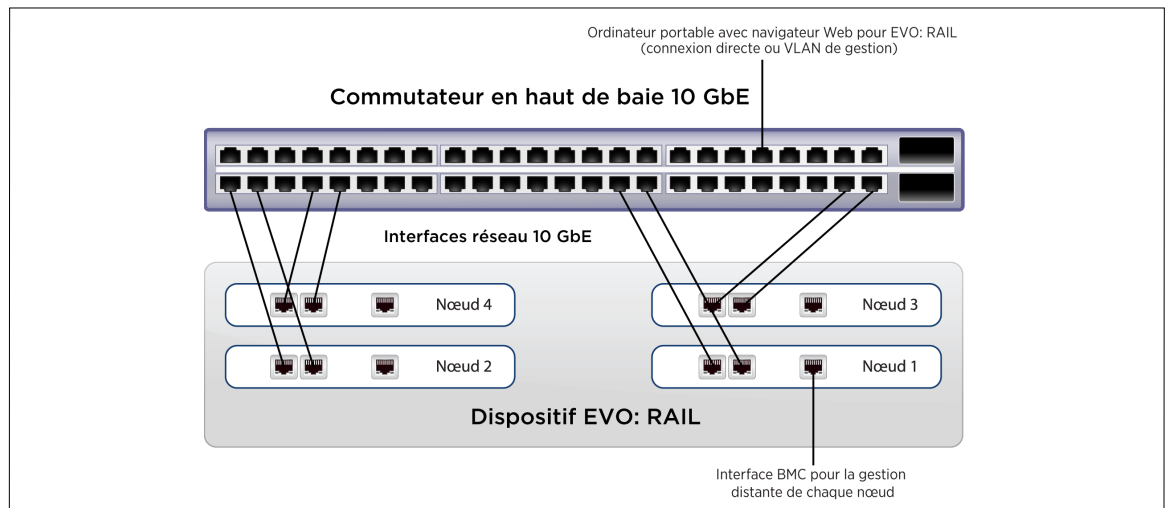 Ordinateur portable avec navigateur Web pour EVO: RAIL
(connexion directe ou VLAN de gestion)
Commutateur en haut de baie 10 GbE
Interfaces réseau 10 GbE
Nœud 4
Nœud 3
Nœud 2
Nœud 1
Dispositif EVO: RAIL
Interface BMC pour la gestion
distante de chaque nœud